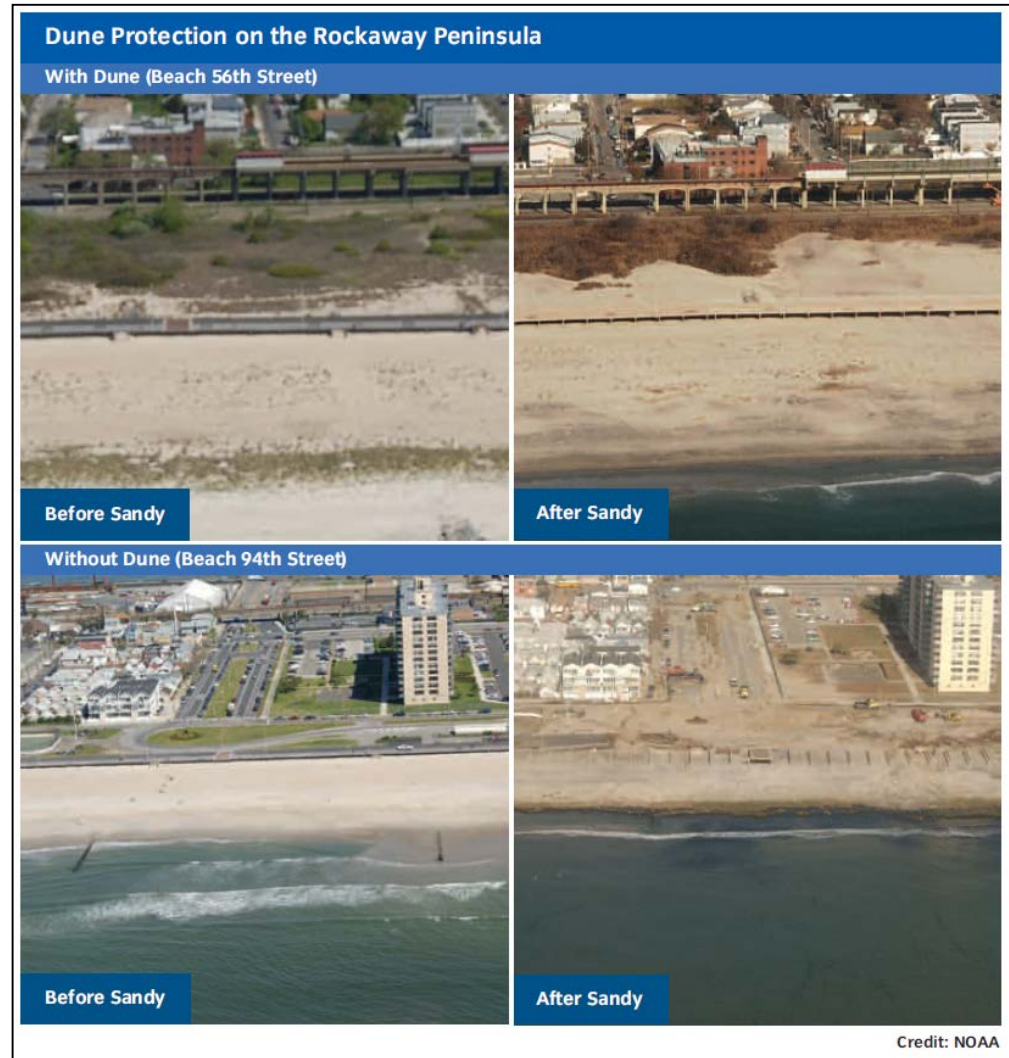 Dune Protection on the Rockaway Peninsula
With Dune (Beach 56th Street)
Before Sandy
After Sandy
Without Dune (Beach 94th Street)
Before Sandy
After Sandy
Credit: NOAA